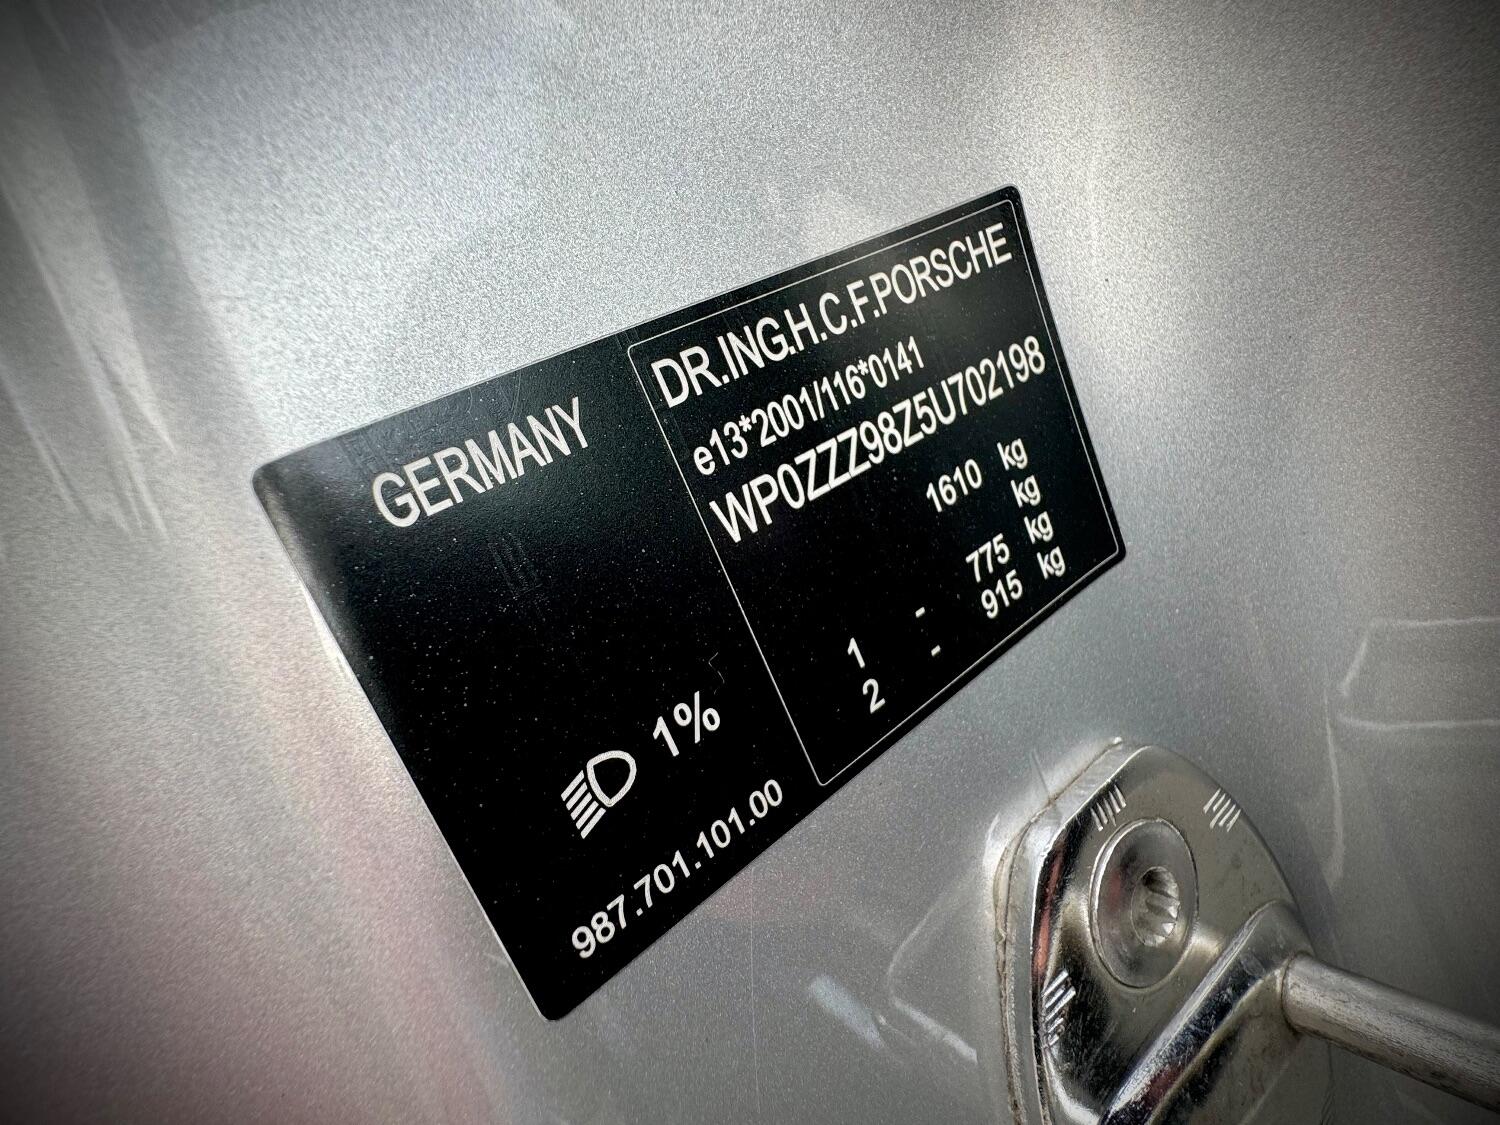 GERMANY
1%
987.701.101.00
DR.ING.H.C.F.PORSCHE
e13*2001/116*0141
WP0ZZZ98Z5U702198
1610 kg
kg
1 - 775 kg
2 - 915 kg